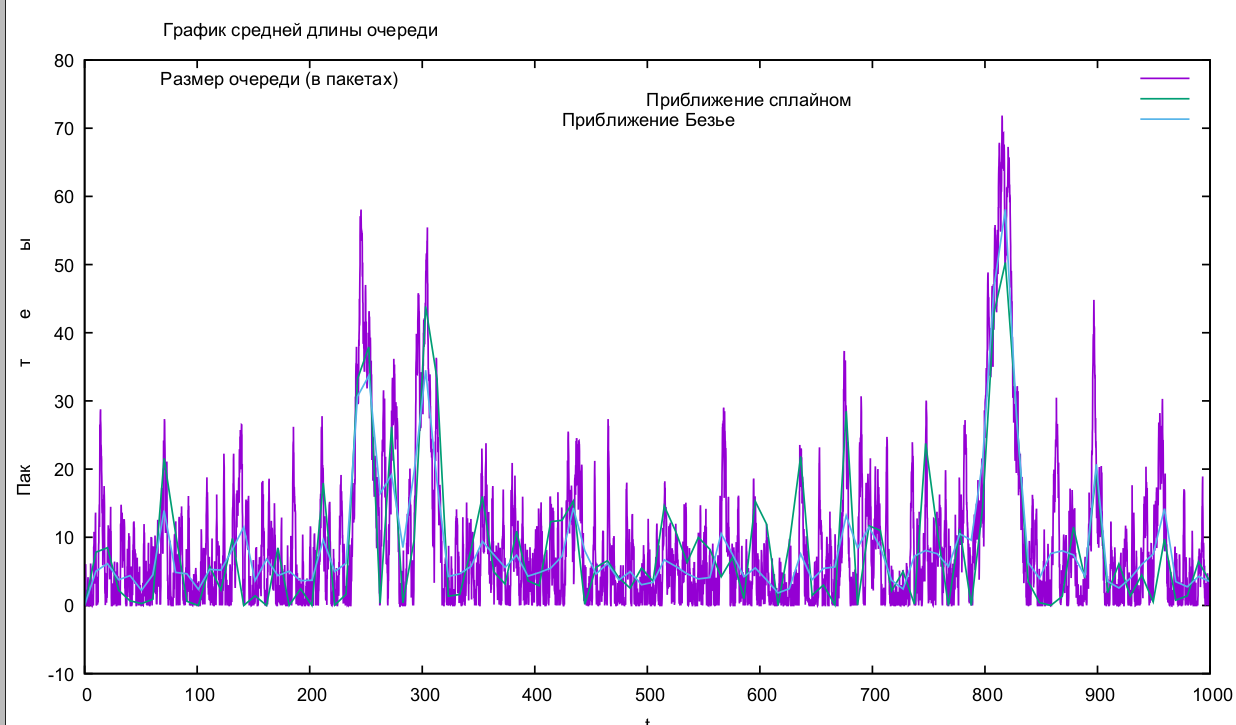 График средней длины очереди
80
Размер очереди (в пакетах)
Приближение сплайном
Приближение Безье
70
60
50
40
30
20
10
0
-10
Пак т е ы
0 100 200 300 400 500 600 700 800 900 1000
t